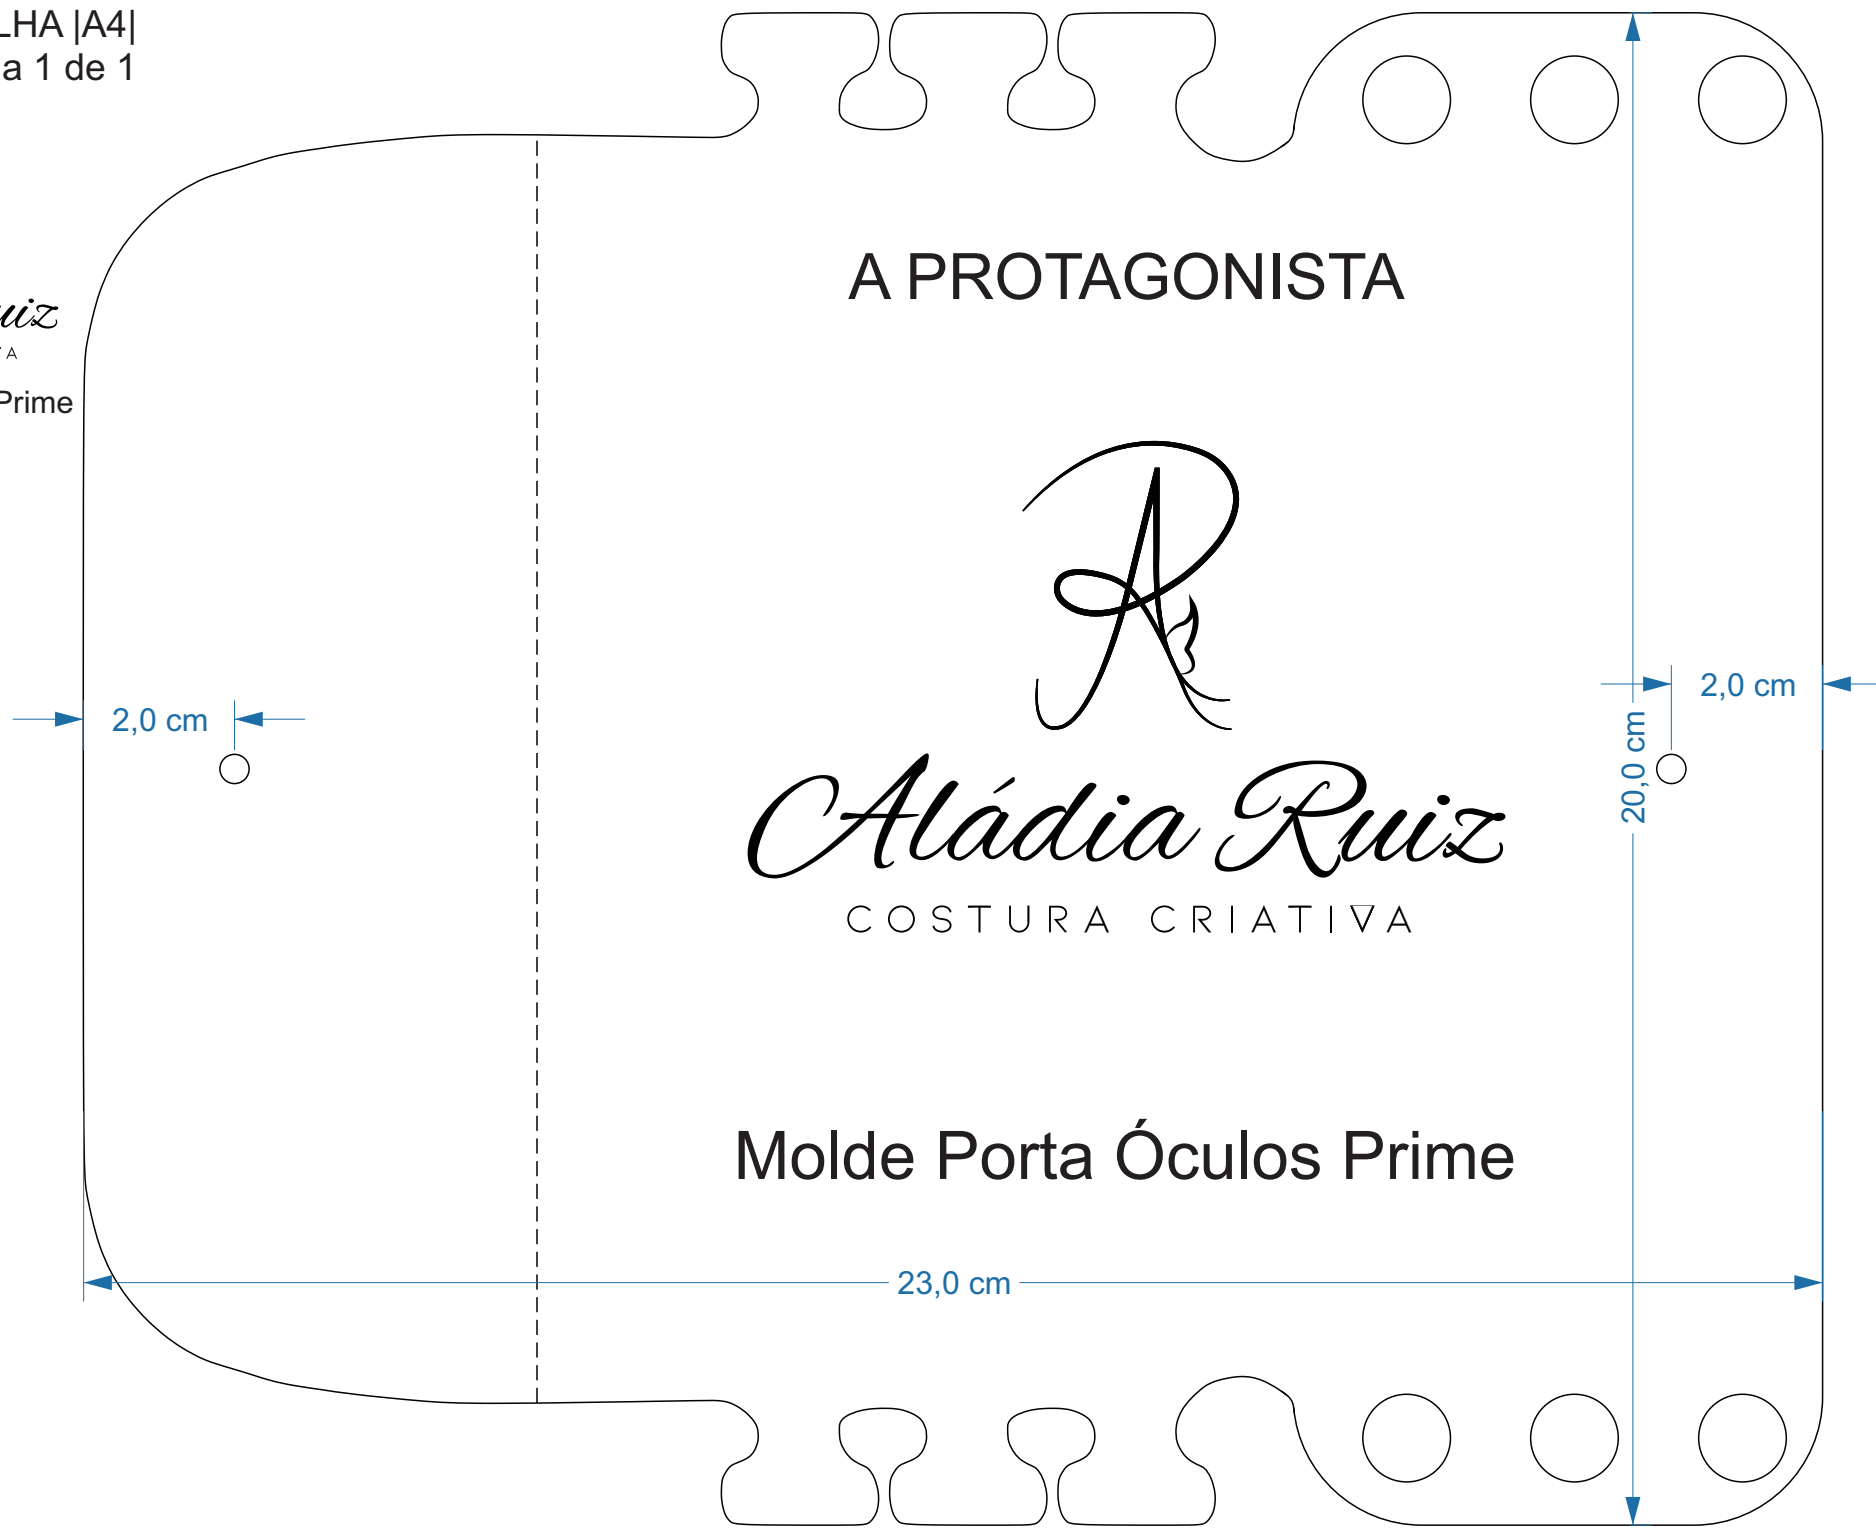 LHA |A4|
a 1 de 1
A PROTAGONISTA
uiz
A
Prime
2,0 cm
2,0 cm
20,0 cm
Aládia Ruiz
COSTURA CRIATIVA
Molde Porta Óculos Prime
23,0 cm